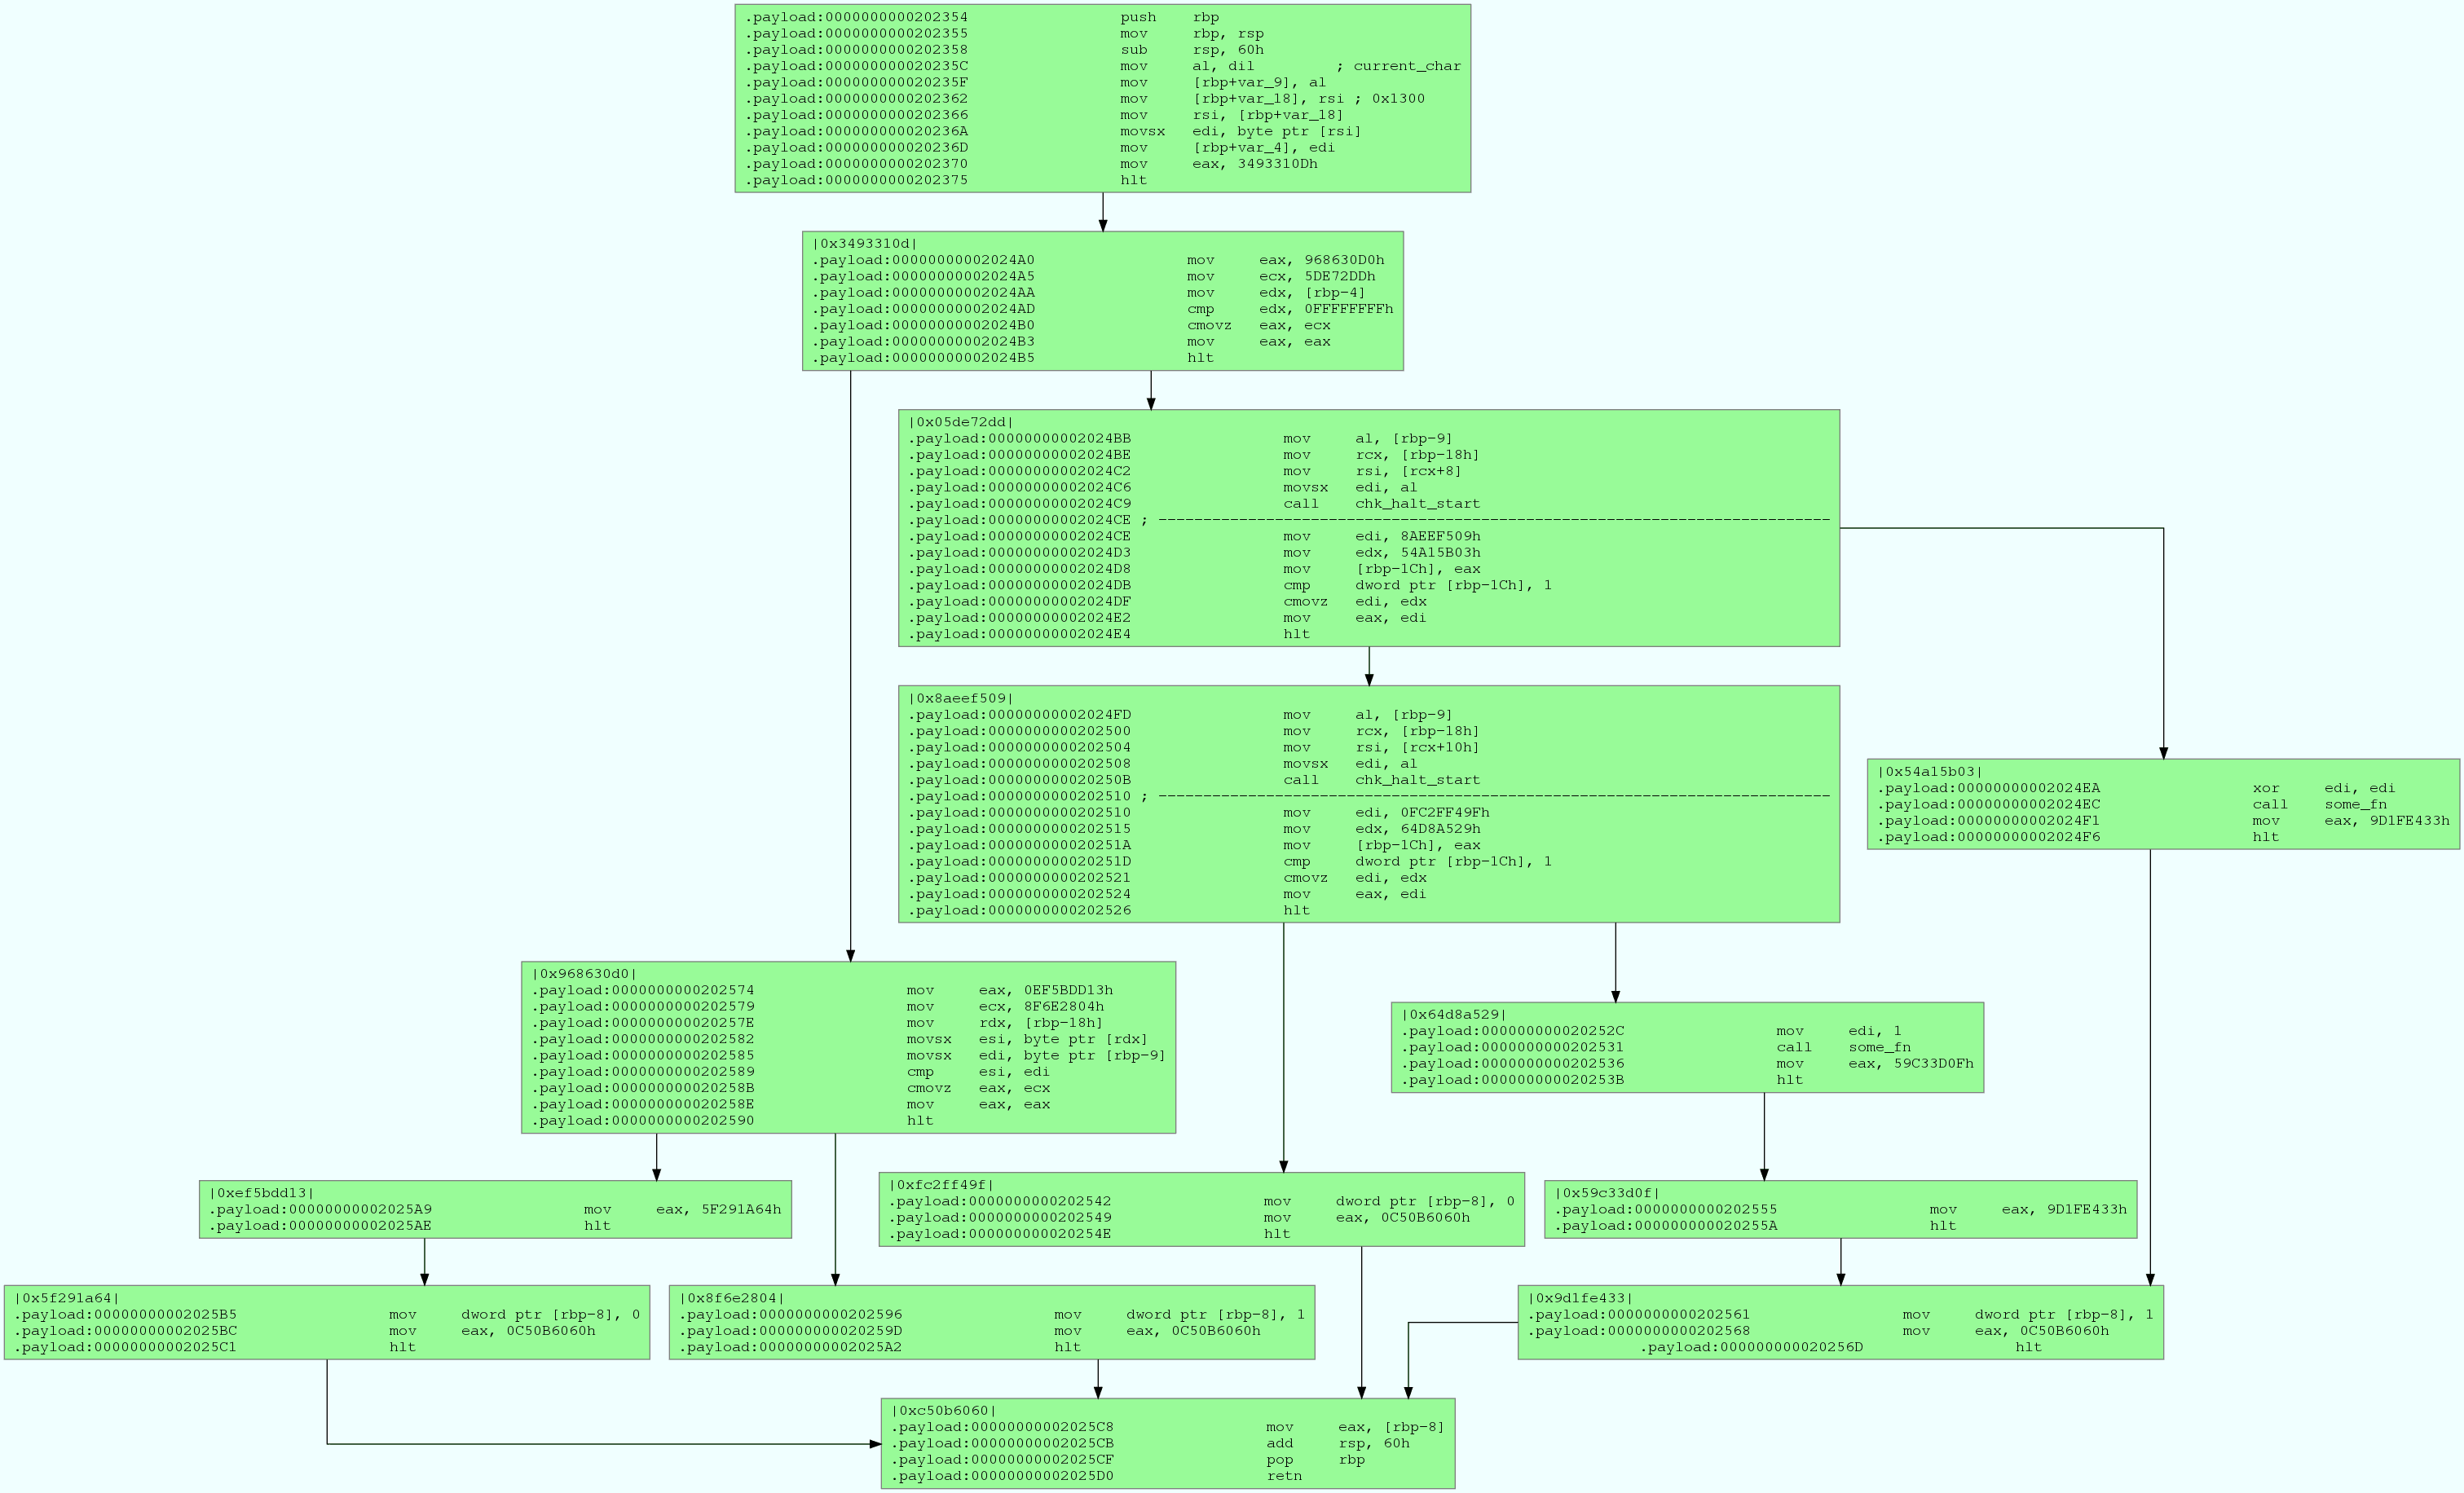 .payload:0000000000202354                 push    rbp
.payload:0000000000202355                 mov     rbp, rsp
.payload:0000000000202358                 sub     rsp, 60h
.payload:000000000020235C                 mov     al, dil         ; current_char
.payload:000000000020235F                 mov     [rbp+var_9], al
.payload:0000000000202362                 mov     [rbp+var_18], rsi ; 0x1300
.payload:0000000000202366                 mov     rsi, [rbp+var_18]
.payload:000000000020236A                 movsx   edi, byte ptr [rsi]
.payload:000000000020236D                 mov     [rbp+var_4], edi
.payload:0000000000202370                 mov     eax, 3493310Dh
.payload:0000000000202375                 hlt
|0x3493310d|
.payload:00000000002024A0                 mov     eax, 968630D0h
.payload:00000000002024A5                 mov     ecx, 5DE72DDh
.payload:00000000002024AA                 mov     edx, [rbp-4]
.payload:00000000002024AD                 cmp     edx, 0FFFFFFFFh
.payload:00000000002024B0                 cmovz   eax, ecx
.payload:00000000002024B3                 mov     eax, eax
.payload:00000000002024B5                 hlt
|0x05de72dd|
.payload:00000000002024BB                 mov     al, [rbp-9]
.payload:00000000002024BE                 mov     rcx, [rbp-18h]
.payload:00000000002024C2                 mov     rsi, [rcx+8]
.payload:00000000002024C6                 movsx   edi, al
.payload:00000000002024C9                 call    chk_halt_start
.payload:00000000002024CE ; ---------------------------------------------------------------------------
.payload:00000000002024CE                 mov     edi, 8AEEF509h
.payload:00000000002024D3                 mov     edx, 54A15B03h
.payload:00000000002024D8                 mov     [rbp-1Ch], eax
.payload:00000000002024DB                 cmp     dword ptr [rbp-1Ch], 1
.payload:00000000002024DF                 cmovz   edi, edx
.payload:00000000002024E2                 mov     eax, edi
.payload:00000000002024E4                 hlt
|0x8aeef509|
.payload:00000000002024FD                 mov     al, [rbp-9]
.payload:0000000000202500                 mov     rcx, [rbp-18h]
.payload:0000000000202504                 mov     rsi, [rcx+10h]
.payload:0000000000202508                 movsx   edi, al
.payload:000000000020250B                 call    chk_halt_start
.payload:0000000000202510 ; ---------------------------------------------------------------------------
.payload:0000000000202510                 mov     edi, 0FC2FF49Fh
.payload:0000000000202515                 mov     edx, 64D8A529h
.payload:000000000020251A                 mov     [rbp-1Ch], eax
.payload:000000000020251D                 cmp     dword ptr [rbp-1Ch], 1
.payload:0000000000202521                 cmovz   edi, edx
.payload:0000000000202524                 mov     eax, edi
.payload:0000000000202526                 hlt
|0x54a15b03|
.payload:00000000002024EA                 xor     edi, edi
.payload:00000000002024EC                 call    some_fn
.payload:00000000002024F1                 mov     eax, 9D1FE433h
.payload:00000000002024F6                 hlt
|0x968630d0|
.payload:0000000000202574                 mov     eax, 0EF5BDD13h
.payload:0000000000202579                 mov     ecx, 8F6E2804h
.payload:000000000020257E                 mov     rdx, [rbp-18h]
.payload:0000000000202582                 movsx   esi, byte ptr [rdx]
.payload:0000000000202585                 movsx   edi, byte ptr [rbp-9]
.payload:0000000000202589                 cmp     esi, edi
.payload:000000000020258B                 cmovz   eax, ecx
.payload:000000000020258E                 mov     eax, eax
.payload:0000000000202590                 hlt
|0x64d8a529|
.payload:000000000020252C                 mov     edi, 1
.payload:0000000000202531                 call    some_fn
.payload:0000000000202536                 mov     eax, 59C33D0Fh
.payload:000000000020253B                 hlt
|0xef5bdd13|
.payload:00000000002025A9                 mov     eax, 5F291A64h
.payload:00000000002025AE                 hlt
|0xfc2ff49f|
.payload:0000000000202542                 mov     dword ptr [rbp-8], 0
.payload:0000000000202549                 mov     eax, 0C50B6060h
.payload:000000000020254E                 hlt
|0x59c33d0f|
.payload:0000000000202555                 mov     eax, 9D1FE433h
.payload:000000000020255A                 hlt
|0x5f291a64|
.payload:00000000002025B5                 mov     dword ptr [rbp-8], 0
.payload:00000000002025BC                 mov     eax, 0C50B6060h
.payload:00000000002025C1                 hlt
|0x8f6e2804|
.payload:0000000000202596                 mov     dword ptr [rbp-8], 1
.payload:000000000020259D                 mov     eax, 0C50B6060h
.payload:00000000002025A2                 hlt
|0x9d1fe433|
.payload:0000000000202561                 mov     dword ptr [rbp-8], 1
.payload:0000000000202568                 mov     eax, 0C50B6060h
.payload:000000000020256D                 hlt
|0xc50b6060|
.payload:00000000002025C8                 mov     eax, [rbp-8]
.payload:00000000002025CB                 add     rsp, 60h
.payload:00000000002025CF                 pop     rbp
.payload:00000000002025D0                 retn